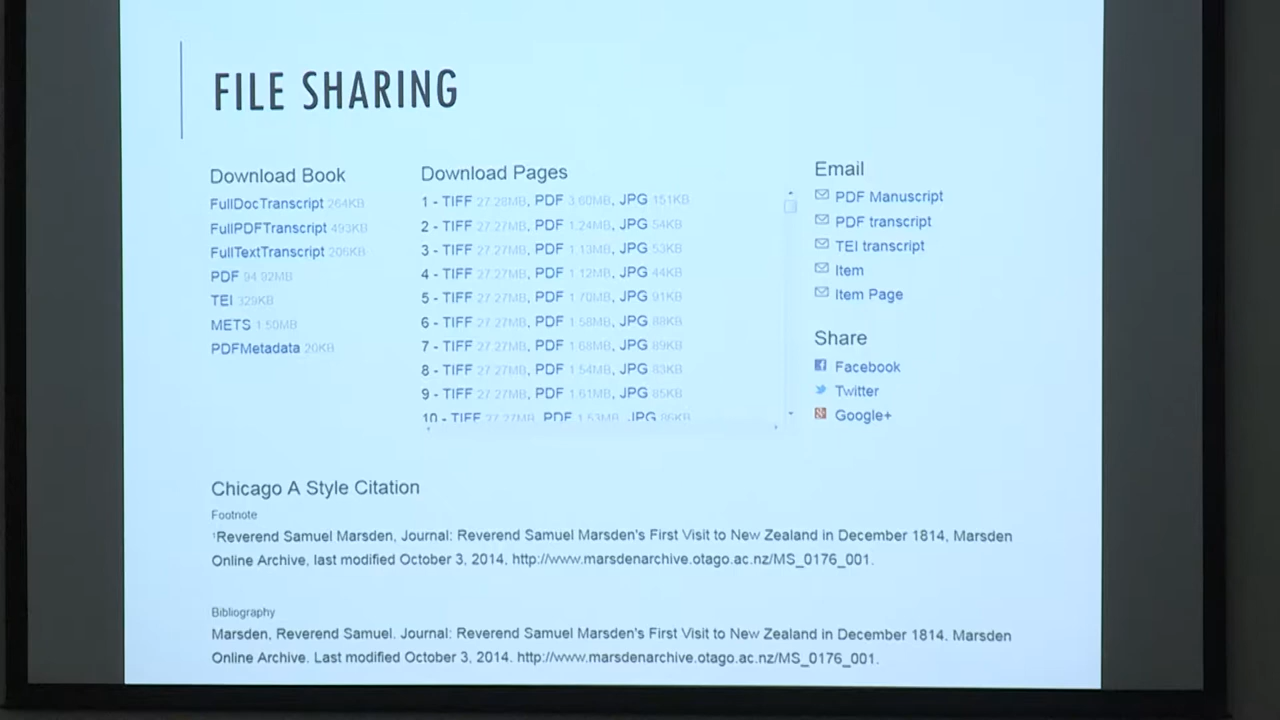 FILE SHARING
Download Book
FullDocTranscript 264KB
FullPDFTranscript 493KB
FullTextTranscript 206KB
PDF 94.92MB
TEI 329KB
METS 1.50MB
PDFMetadata 20KB
Download Pages
1 - TIFF 27.28MB, PDF 3.60MB, JPG 151KB
2 - TIFF 27.27MB, PDF 1.24MB, JPG 54KB
3 - TIFF 27.27MB, PDF 1.13MB, JPG 53KB
4 - TIFF 27.27MB, PDF 1.12MB, JPG 44KB
5 - TIFF 27.27MB, PDF 1.70MB, JPG 91KB
6 - TIFF 27.27MB, PDF 1.58MB, JPG 88KB
7 - TIFF 27.27MB, PDF 1.68MB, JPG 89KB
8 - TIFF 27.27MB, PDF 1.54MB, JPG 83KB
9 - TIFF 27.27MB, PDF 1.61MB, JPG 85KB
10 - TIFF 27.27MB, PDF 1.53MB, JPG 86KB
Email
PDF Manuscript
PDF transcript
TEI transcript
Item
Item Page
Share
Facebook
Twitter
Google+
Chicago A Style Citation
Footnote
¹Reverend Samuel Marsden, Journal: Reverend Samuel Marsden's First Visit to New Zealand in December 1814, Marsden
Online Archive, last modified October 3, 2014, http://www.marsdenarchive.otago.ac.nz/MS_0176_001.
Bibliography
Marsden, Reverend Samuel. Journal: Reverend Samuel Marsden's First Visit to New Zealand in December 1814. Marsden
Online Archive. Last modified October 3, 2014. http://www.marsdenarchive.otago.ac.nz/MS_0176_001.